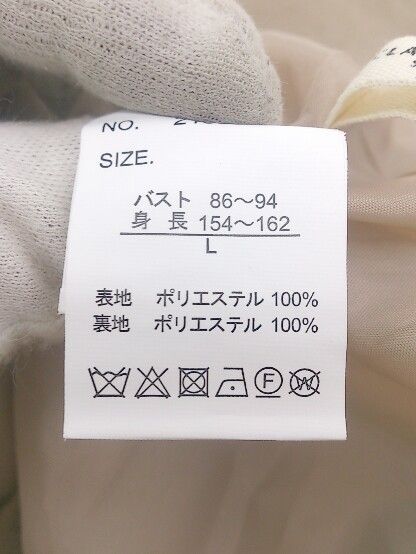 NO.
SIZE.
バスト 86～94
身 長 154～162
L
表地 ポリエステル 100%
裏地 ポリエステル 100%
F
W